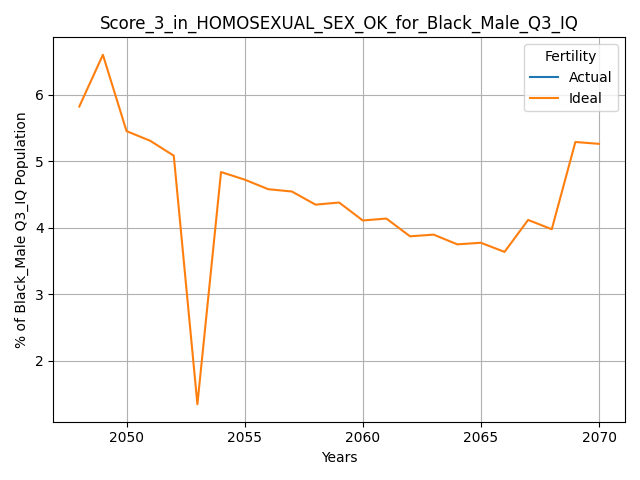 Score_3_in_HOMOSEXUAL_SEX_OK_for_Black_Male_Q3_IQ
Fertility
Actual
Ideal
% of Black_Male Q3_IQ Population
6
5
4
3
2
2050 2055 2060 2065 2070
Years